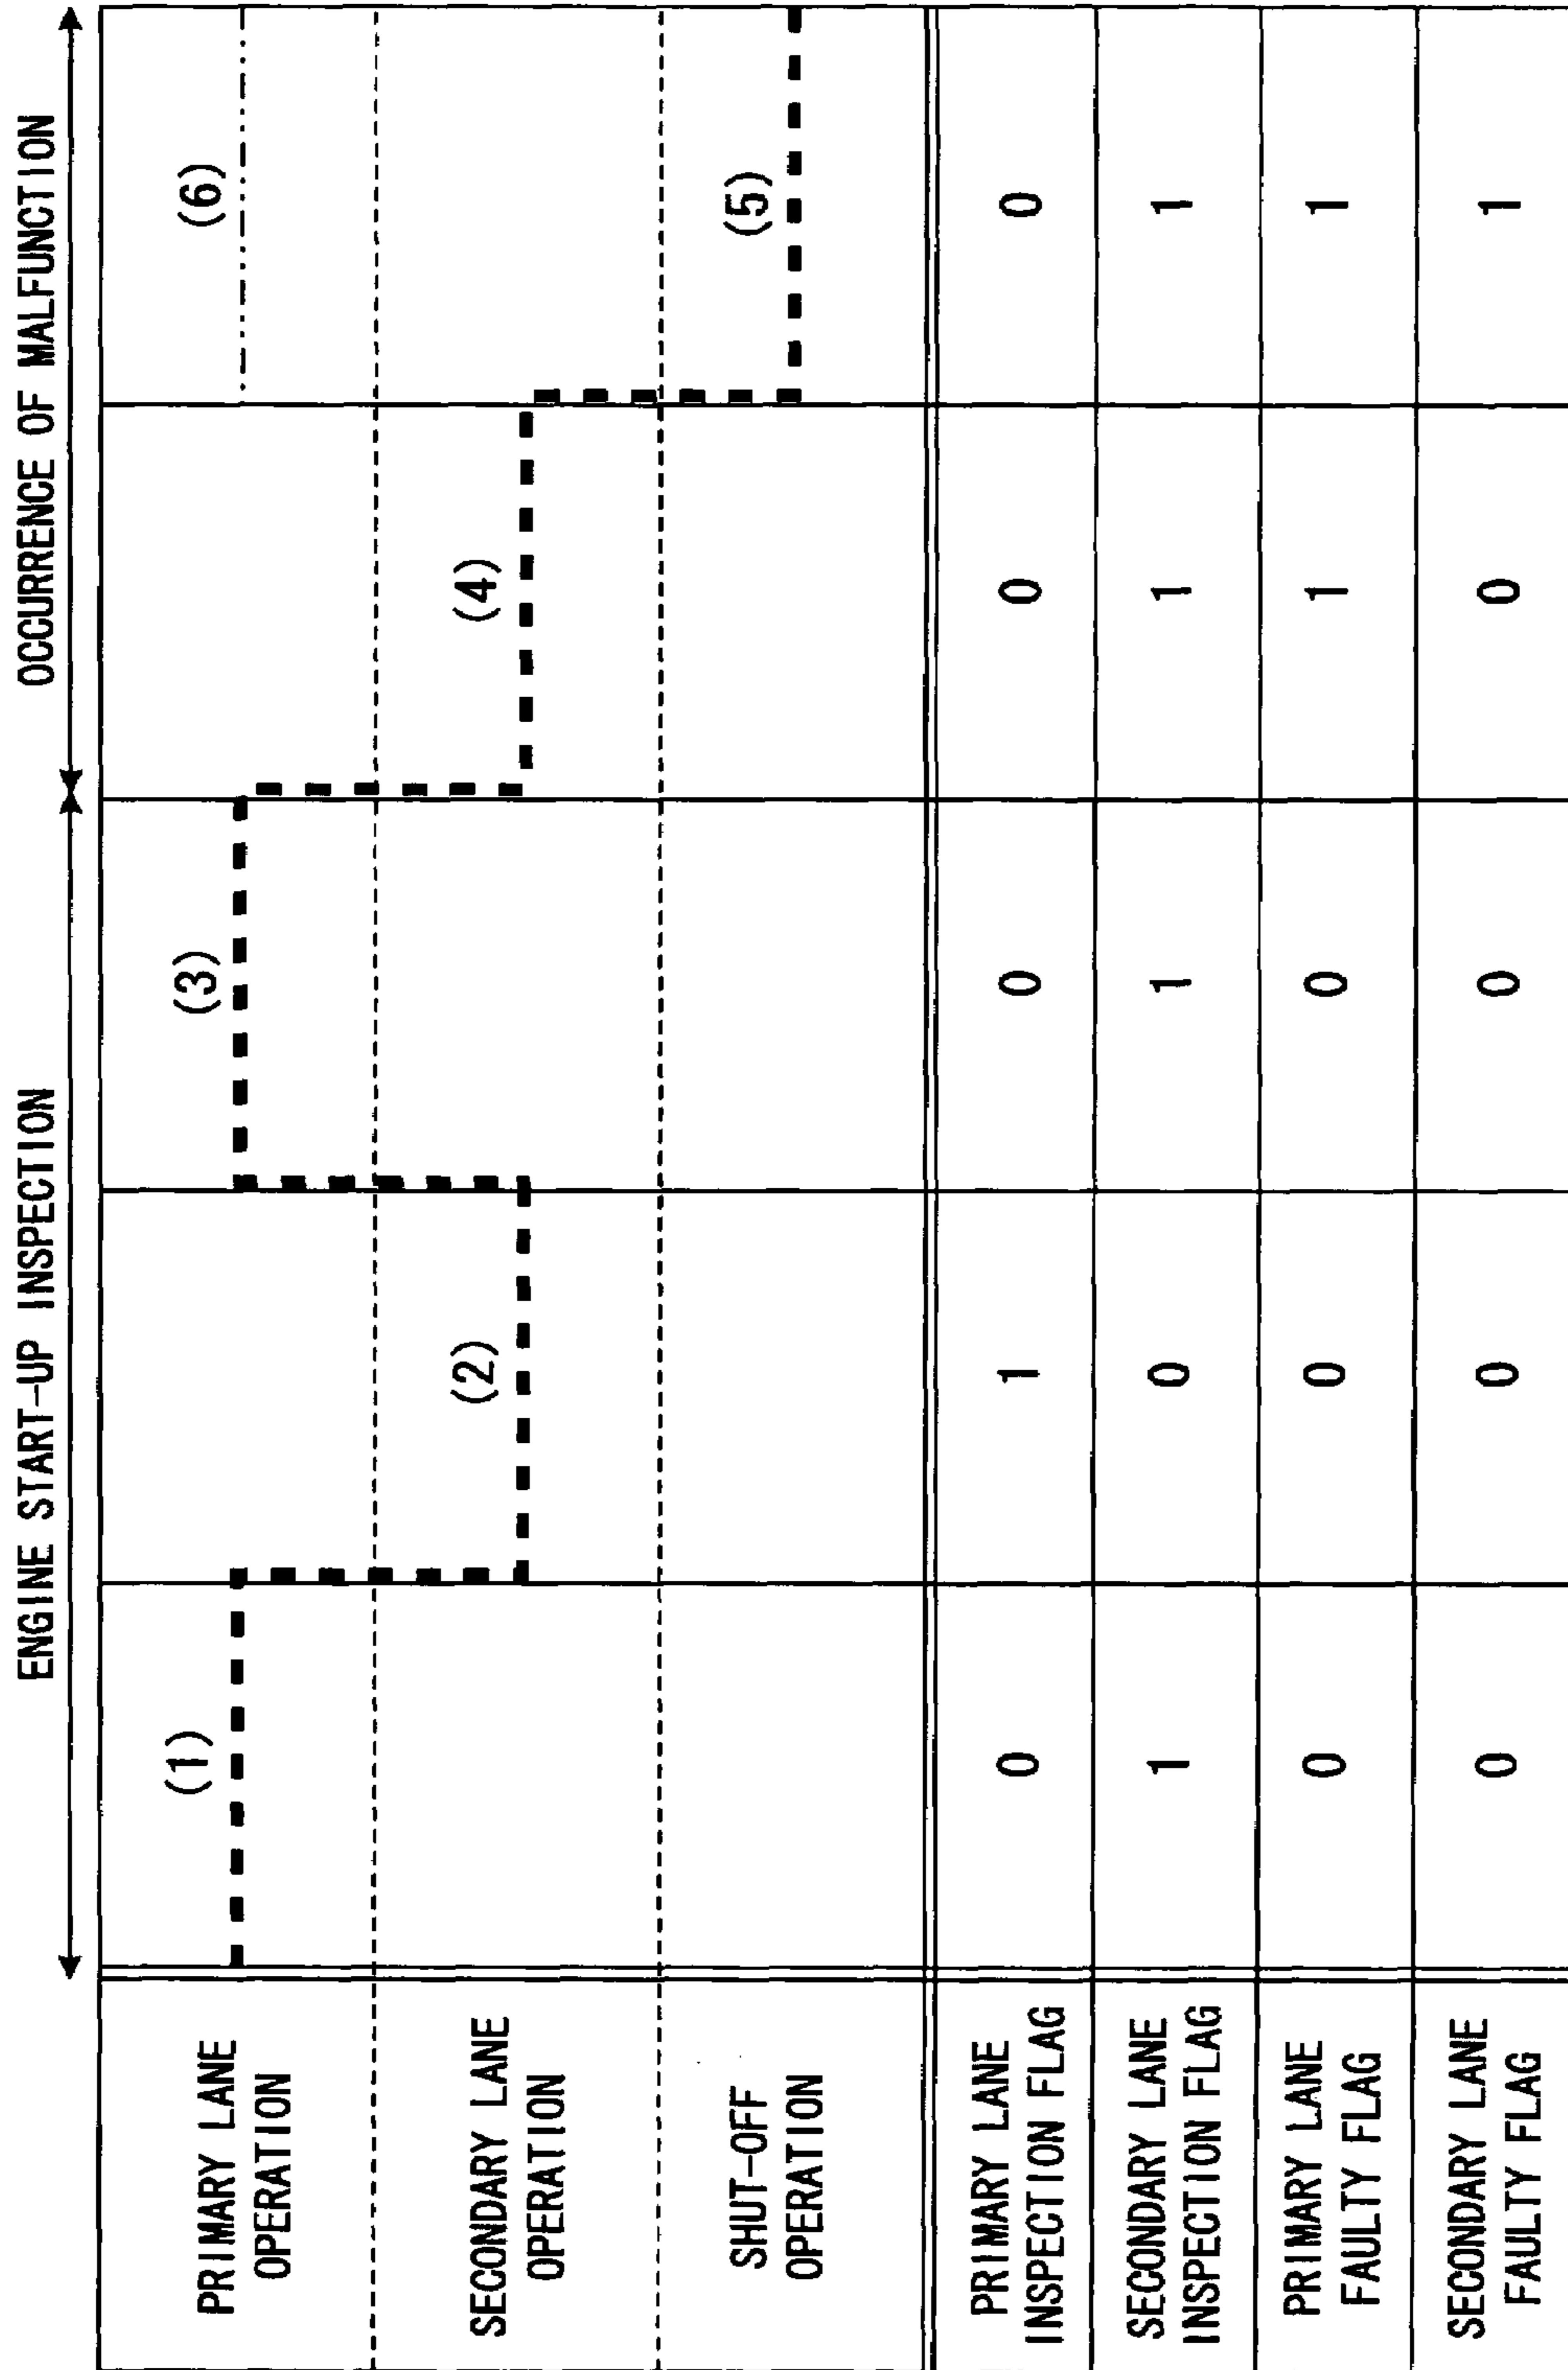 ENGINE START-UP INSPECTION
OCCURRENCE OF MALFUNCTION
PRIMARY LANE
OPERATION
(1)
(3)
(6)
SECONDARY LANE
OPERATION
(2)
(4)
SHUT-OFF
OPERATION
(5)
PRIMARY LANE
INSPECTION FLAG
0 1 0 0 0
SECONDARY LANE
INSPECTION FLAG
1 0 1 1 1
PRIMARY LANE
FAULTY FLAG
0 0 0 1 1
SECONDARY LANE
FAULTY FLAG
0 0 0 0 1